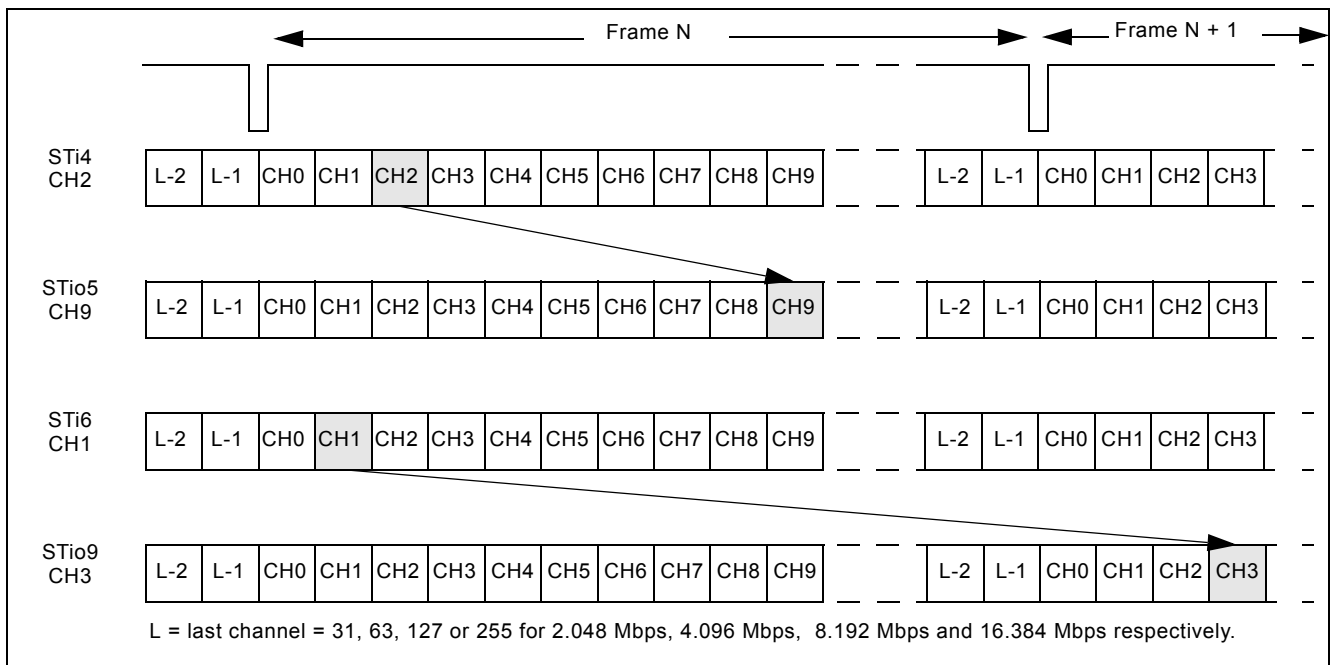 Frame N Frame N + 1
STi4
CH2
L-2 L-1 CH0 CH1 CH2 CH3 CH4 CH5 CH6 CH7 CH8 CH9 L-2 L-1 CH0 CH1 CH2 CH3
STio5
CH9
L-2 L-1 CH0 CH1 CH2 CH3 CH4 CH5 CH6 CH7 CH8 CH9 L-2 L-1 CH0 CH1 CH2 CH3
STi6
CH1
L-2 L-1 CH0 CH1 CH2 CH3 CH4 CH5 CH6 CH7 CH8 CH9 L-2 L-1 CH0 CH1 CH2 CH3
STio9
CH3
L-2 L-1 CH0 CH1 CH2 CH3 CH4 CH5 CH6 CH7 CH8 CH9 L-2 L-1 CH0 CH1 CH2 CH3
L = last channel = 31, 63, 127 or 255 for 2.048 Mbps, 4.096 Mbps, 8.192 Mbps and 16.384 Mbps respectively.